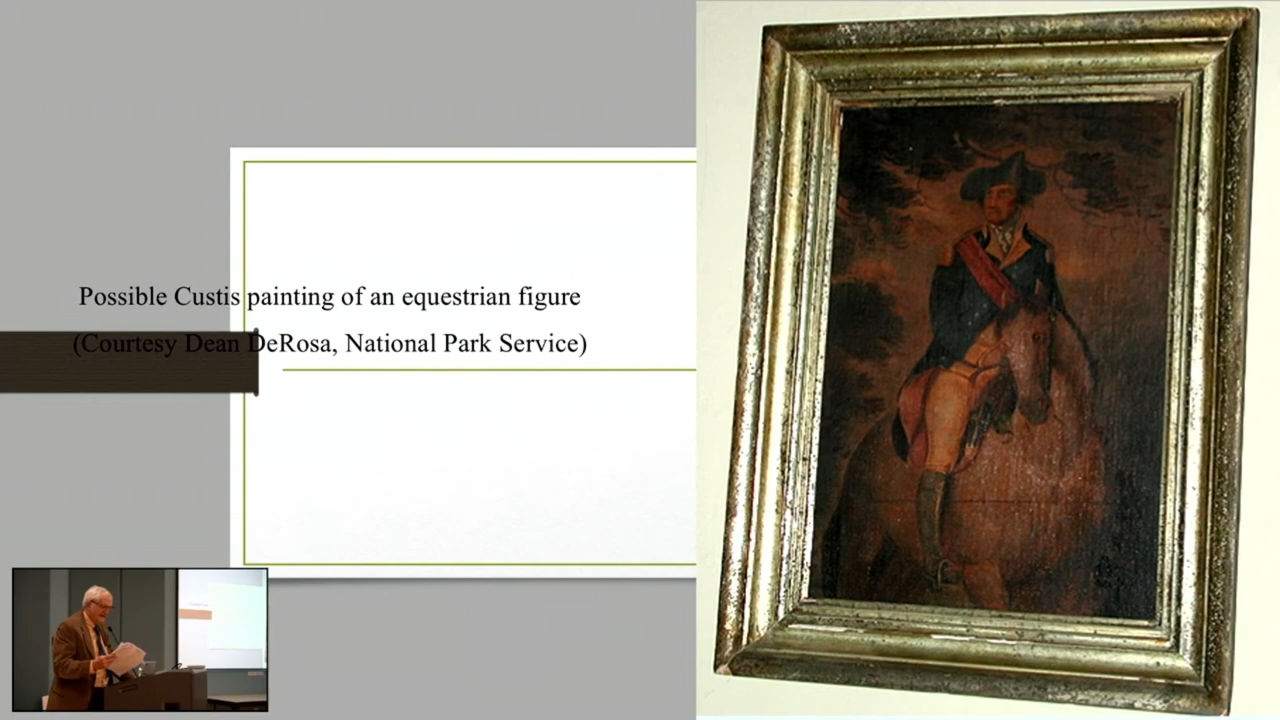 Possible Custis painting of an equestrian figure
(Courtesy Dean DeRosa, National Park Service)